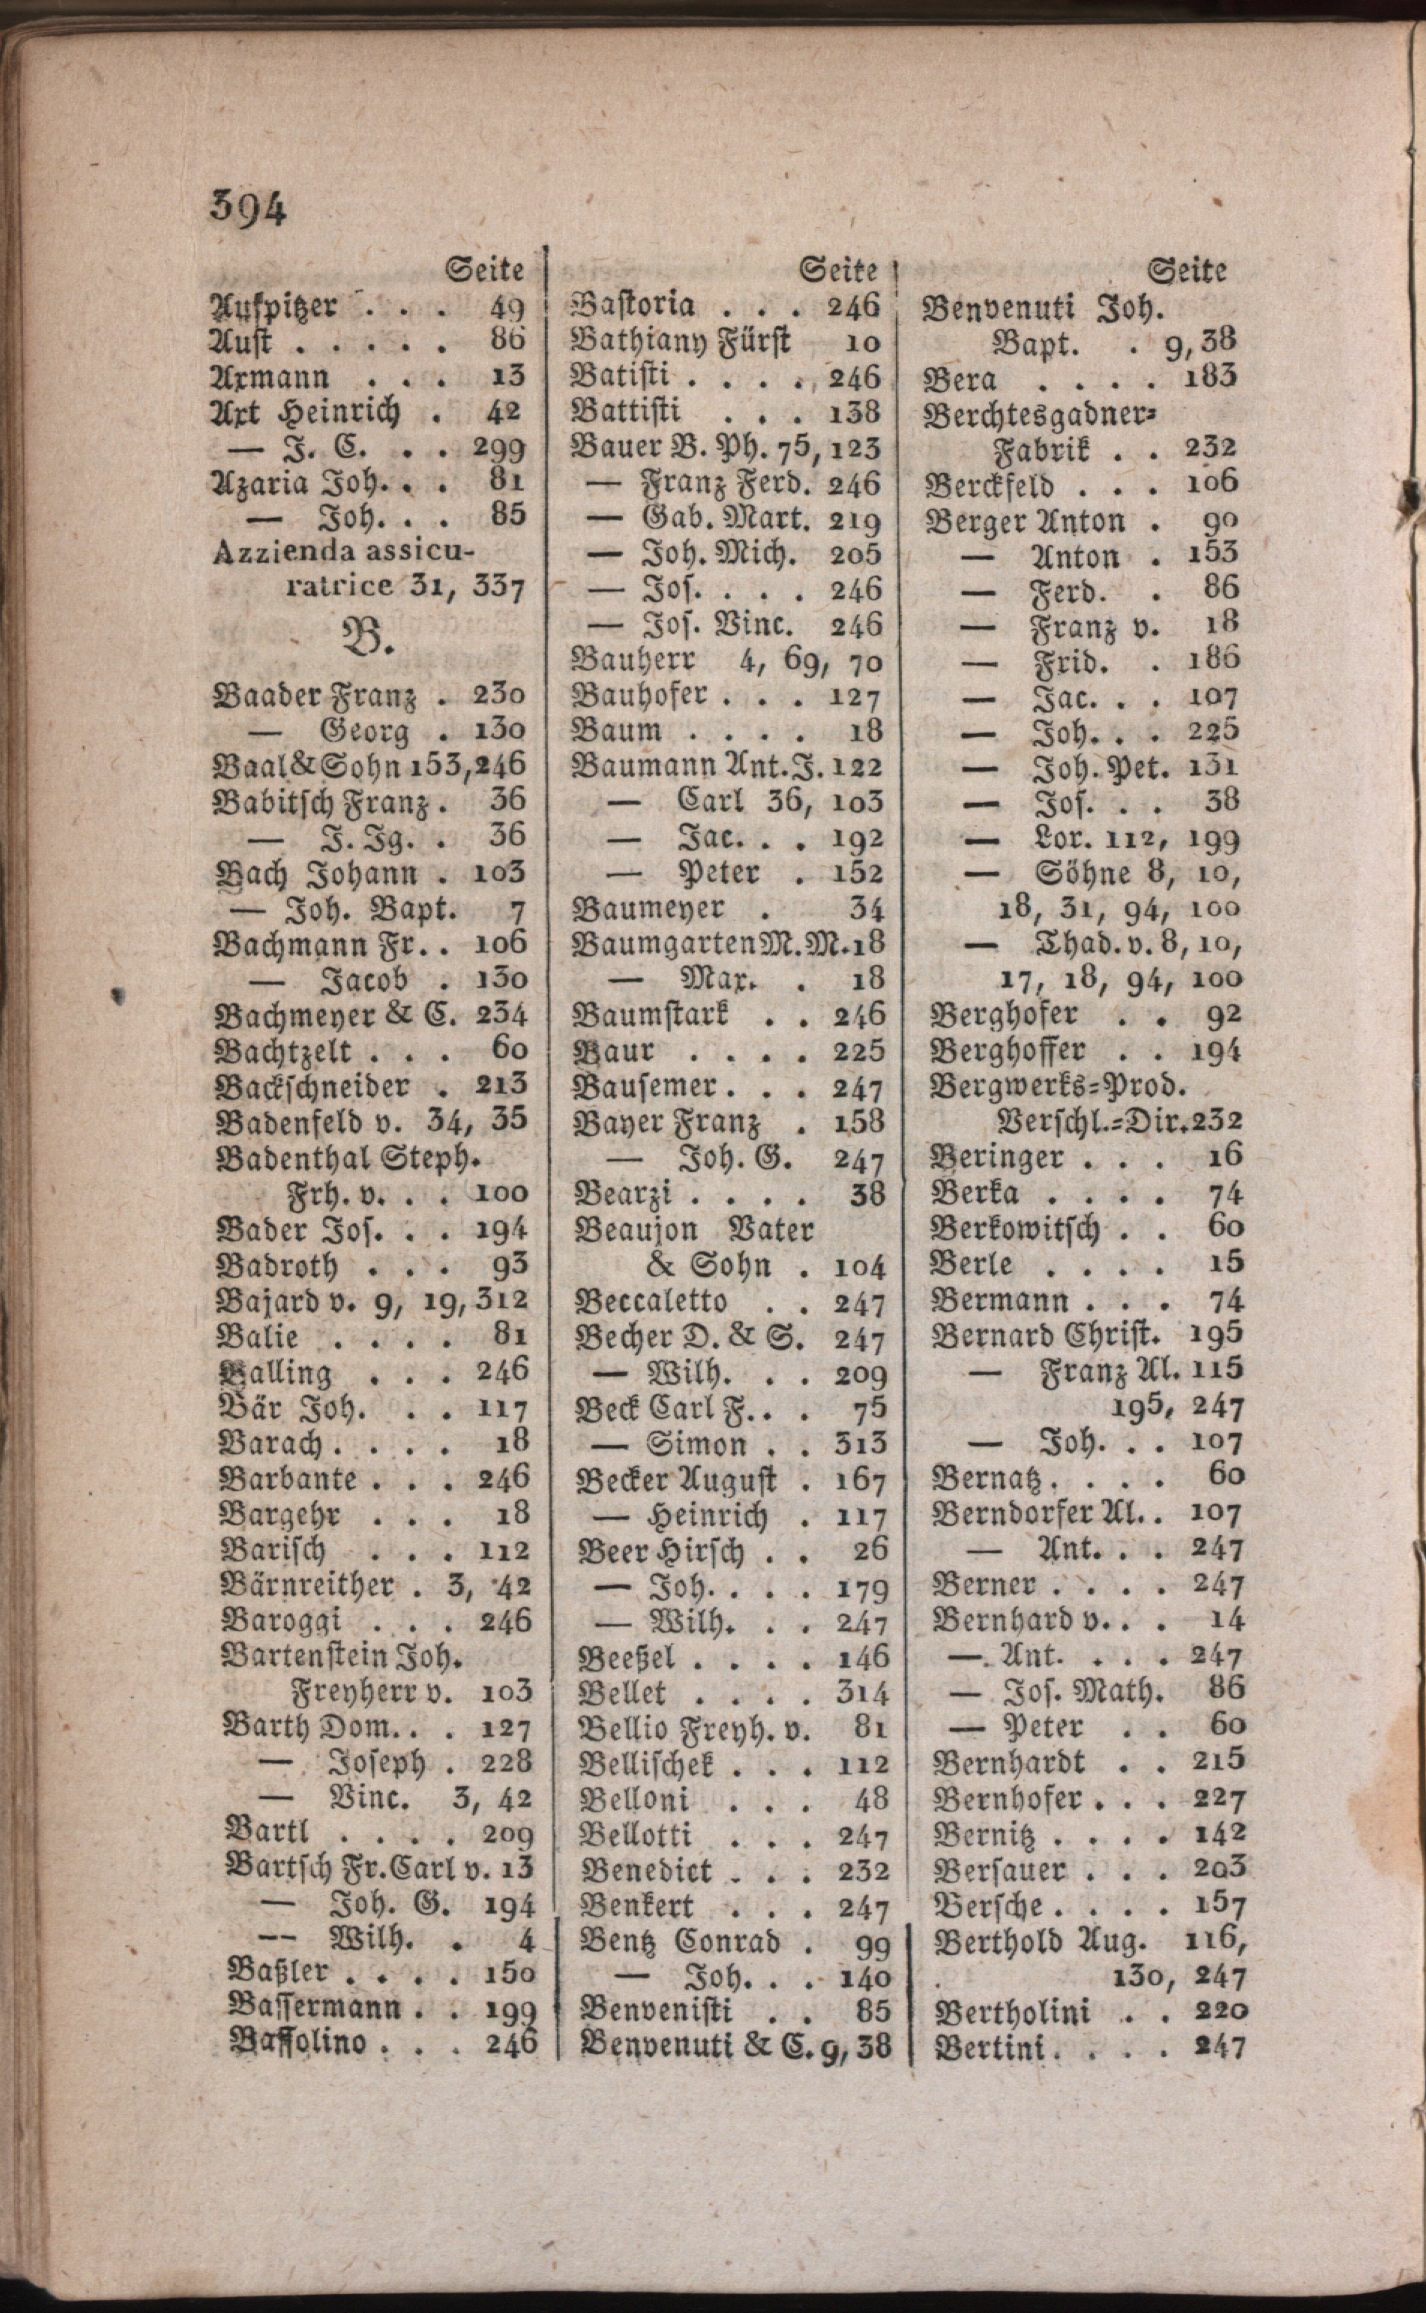 394
Seite
Auspitzer . . . 49
Aust . . . . . 86
Axmann . . . 13
Axt Heinrich . 42
— J. C. . . 299
Azaria Joh. . . 81
— Joh. . . 85
Azzienda assicu-
ratrice 31, 337
B.
Baader Franz . 230
— Georg . 130
Baal & Sohn 153, 246
Babitsch Franz . 36
— J. Ig. . 36
Bach Johann . 103
— Joh. Bapt. 7
Bachmann Fr. . 106
— Jacob . 130
Bachmeyer & C. 234
Bachtzelt . . . 60
Backschneider . 213
Badenfeld v. 34, 35
Badenthal Steph.
Frh. v. . . 100
Bader Jos. . . 194
Badroth . . . 93
Bajard v. 9, 19, 312
Balie . . . . 81
Balling . . . 246
Bär Joh. . . 117
Barach . . . . 18
Barbante . . . 246
Bargehr . . . 18
Barisch . . . 112
Bärnreither . 3, 42
Baroggi . . . 246
Bartenstein Joh.
Freyherr v. 103
Barth Dom. . . 127
— Joseph . 228
— Vinc. 3, 42
Bartl . . . . 209
Bartsch Fr. Carl v. 13
— Joh. G. 194
— Wilh. . 4
Baßler . . . . 150
Bassermann . . 199
Bassolino . . . 246
Seite
Bastoria . . . 246
Bathiany Fürst 10
Batisti . . . . 246
Battisti . . . 138
Bauer B. Ph. 75, 123
— Franz Ferd. 246
— Gab. Mart. 219
— Joh. Mich. 205
— Jos. . . . 246
— Jos. Vinc. 246
Bauherr 4, 69, 70
Bauhofer . . . 127
Baum . . . . 18
Baumann Ant. J. 122
— Carl 36, 103
— Jac. . . 192
— Peter . 152
Baumeyer . 34
Baumgarten M. M. 18
— Max. . 18
Baumstark . . 246
Baur . . . . 225
Bausemer . . . 247
Bayer Franz . 158
— Joh. G. 247
Bearzi . . . . 38
Beaujon Vater
& Sohn . 104
Beccaletto . . 247
Becher D. & S. 247
— Wilh. . . 209
Beck Carl F. . . 75
— Simon . . 313
Becker August . 167
— Heinrich . 117
Beer Hirsch . . 26
— Joh. . . . 179
— Wilh. . . 247
Beeßel . . . . 146
Bellet . . . . 314
Bellio Freyh. v. 81
Bellischek . . . 112
Belloni . . . 48
Bellotti . . . 247
Benedict . . . 232
Benkert . . . 247
Bentz Conrad . 99
— Joh. . . 140
Benvenisti . . 85
Benvenuti & C. 9, 38
Seite
Benvenuti Joh.
Bapt. . 9, 38
Bera . . . . 183
Berchtesgadner-
Fabrik . . 232
Berckfeld . . . 106
Berger Anton . 90
— Anton . 153
— Ferd. . 86
— Franz v. 18
— Frid. . 186
— Jac. . . 107
— Joh. . . 225
— Joh. Pet. 131
— Jos. . . 38
— Lor. 112, 199
— Söhne 8, 10,
18, 31, 94, 100
— Thad. v. 8, 10,
17, 18, 94, 100
Berghofer . . 92
Berghoffer . . 194
Bergwerks-Prod.
Verschl.-Dir. 232
Beringer . . . 16
Berka . . . . 74
Berkowitsch . . 60
Berle . . . . 15
Bermann . . . 74
Bernard Christ. 195
— Franz Al. 115
195, 247
— Joh. . . 107
Bernatz . . . . 60
Berndorfer Al. . 107
— Ant. . . 247
Berner . . . . 247
Bernhard v. . . 14
— Ant. . . . 247
— Jos. Math. 86
— Peter . . 60
Bernhardt . . 215
Bernhofer . . . 227
Bernitz . . . . 142
Bersauer . . . 203
Bersche . . . . 157
Berthold Aug. 116,
130, 247
Bertholini . . 220
Bertini . . . . 247